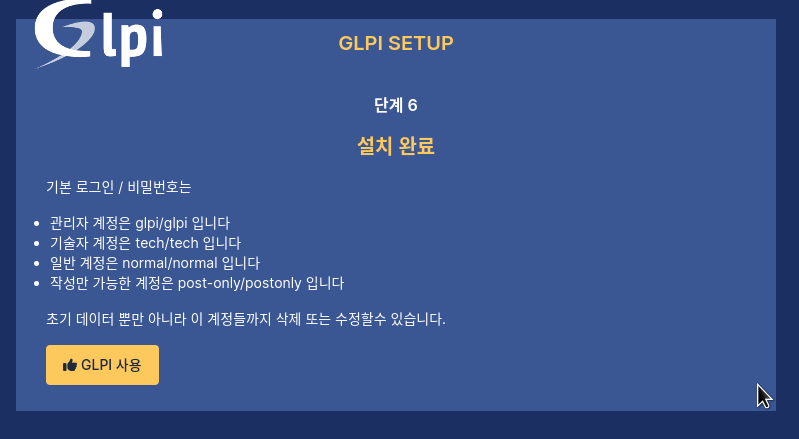 Glpi
GLPI SETUP
단계 6
설치 완료
기본 로그인 / 비밀번호는
관리자 계정은 glpi/glpi 입니다
기술자 계정은 tech/tech 입니다
일반 계정은 normal/normal 입니다
작성만 가능한 계정은 post-only/postonly 입니다
초기 데이터 뿐만 아니라 이 계정들까지 삭제 또는 수정할수 있습니다.
GLPI 사용